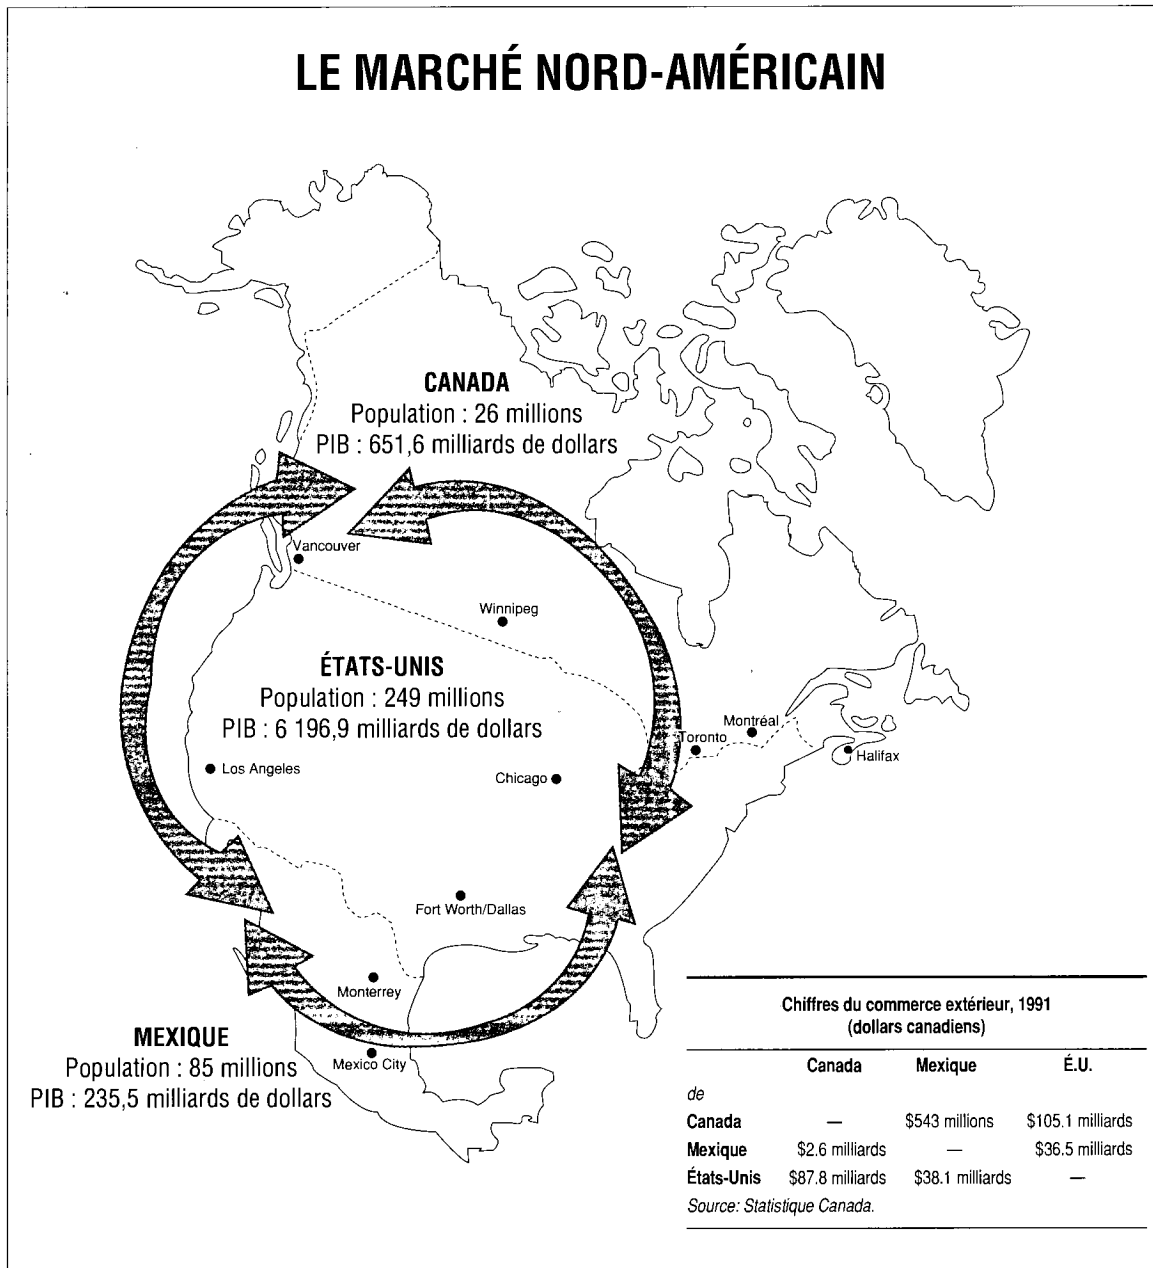 LE MARCHÉ NORD-AMÉRICAIN
CANADA
Population : 26 millions
PIB : 651,6 milliards de dollars
Vancouver
Winnipeg
ÉTATS-UNIS
Population : 249 millions
PIB : 6 196,9 milliards de dollars
Montréal
Toronto
Halifax
Los Angeles
Chicago
Fort Worth/Dallas
Monterrey
Mexico City
MEXIQUE
Population : 85 millions
PIB : 235,5 milliards de dollars
Chiffres du commerce extérieur, 1991
(dollars canadiens)
Canada Mexique É.U.
de
Canada — $543 millions $105.1 milliards
Mexique $2.6 milliards — $36.5 milliards
États-Unis $87.8 milliards $38.1 milliards —
Source: Statistique Canada.